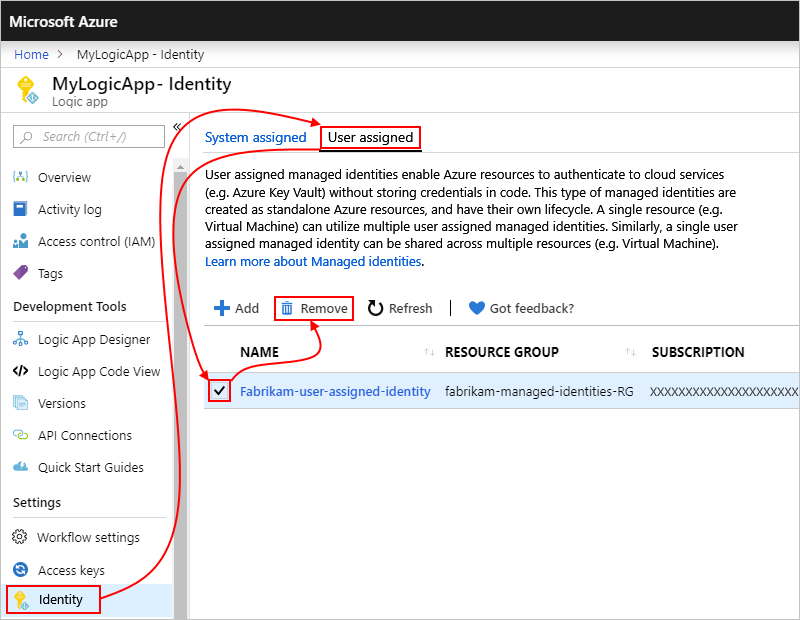 Microsoft Azure
Home > MyLogicApp - Identity
MyLogicApp- Identity
Logic app
«
Search (Ctrl+/)
Overview
Activity log
Access control (IAM)
Tags
Development Tools
Logic App Designer
Logic App Code View
Versions
API Connections
Quick Start Guides
Settings
Workflow settings
Access keys
Identity
System assigned User assigned
User assigned managed identities enable Azure resources to authenticate to cloud services
(e.g. Azure Key Vault) without storing credentials in code. This type of managed identities are
created as standalone Azure resources, and have their own lifecycle. A single resource (e.g.
Virtual Machine) can utilize multiple user assigned managed identities. Similarly, a single user
assigned managed identity can be shared across multiple resources (e.g. Virtual Machine).
Learn more about Managed identities.
Add Remove Refresh | Got feedback?
NAME ↑↓ RESOURCE GROUP ↑↓ SUBSCRIPTION
Fabrikam-user-assigned-identity fabrikam-managed-identities-RG XXXXXXXXXXXXXXXXXXXXX